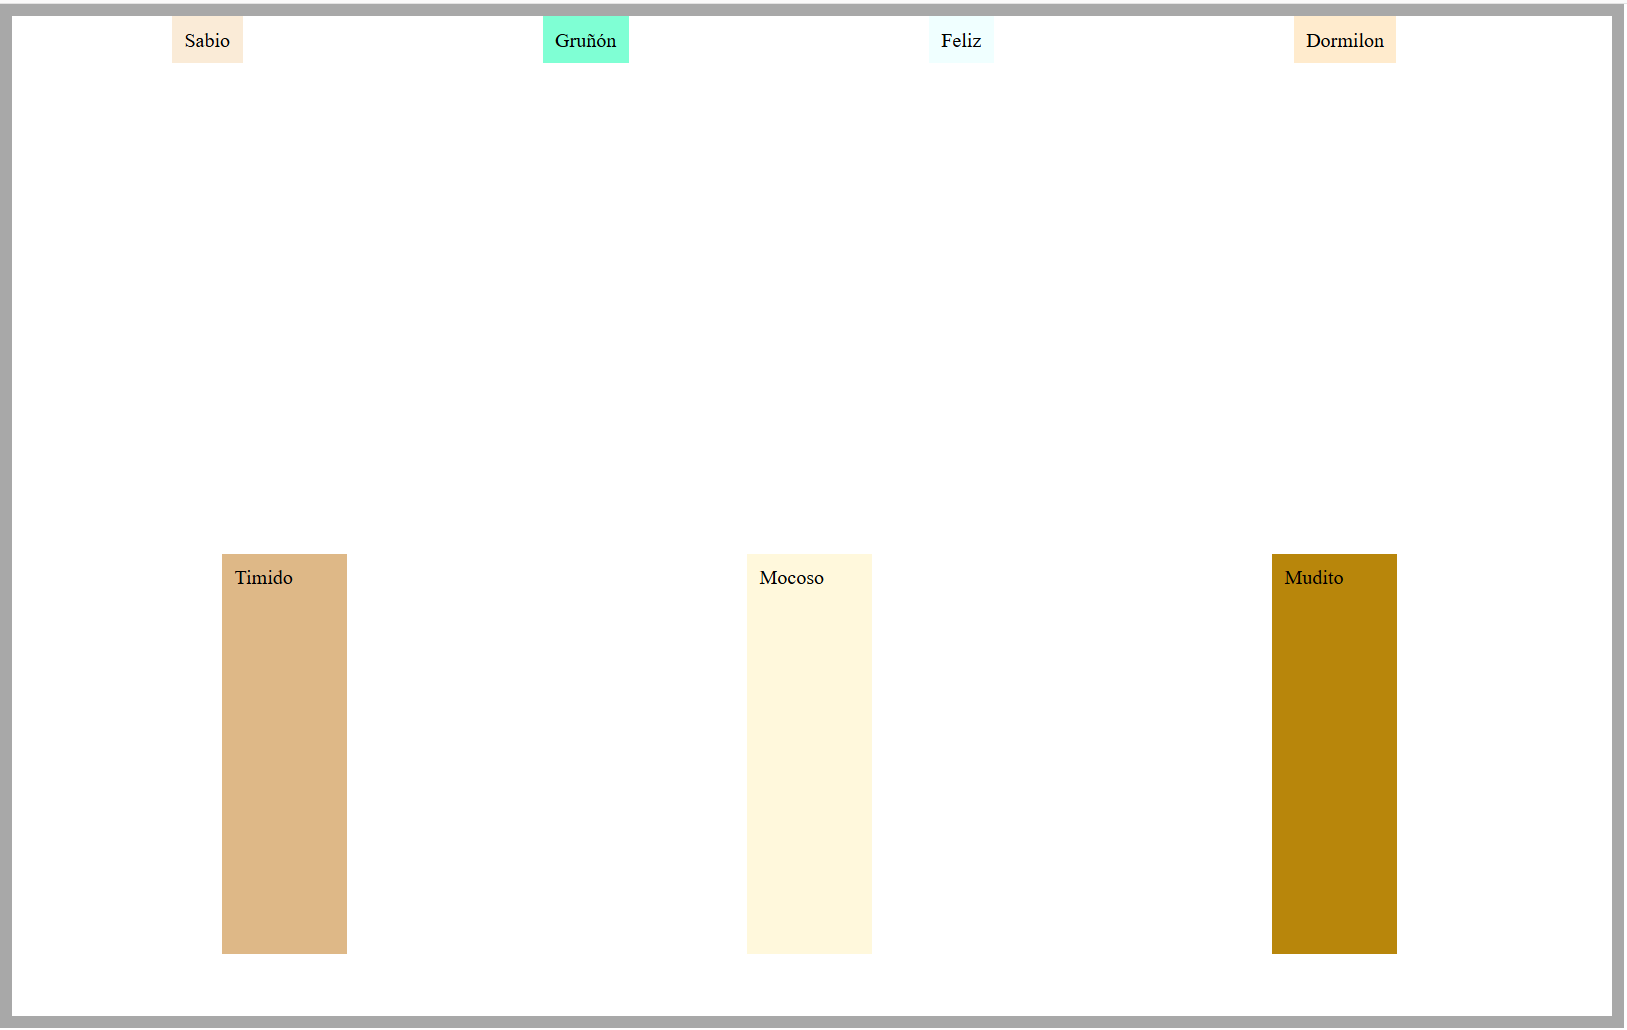 Sabio
Gruñón
Feliz
Dormilon
Timido
Mocoso
Mudito